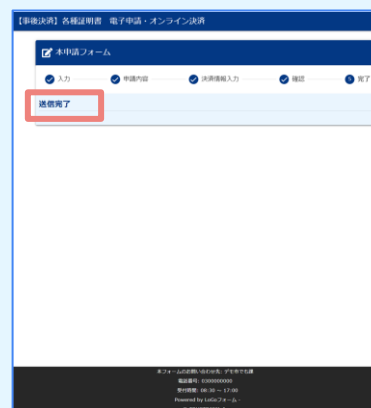 【事後決済】各種証明書 電子申請・オンライン決済
本申請フォーム
入力 申請内容 決済情報入力 確認 完了
送信完了
本フォームのお問い合わせ先: デモ市でも課
電話番号: 0300000000
受付時間: 08:30 ～ 17:00
Powered by LoGoフォーム -